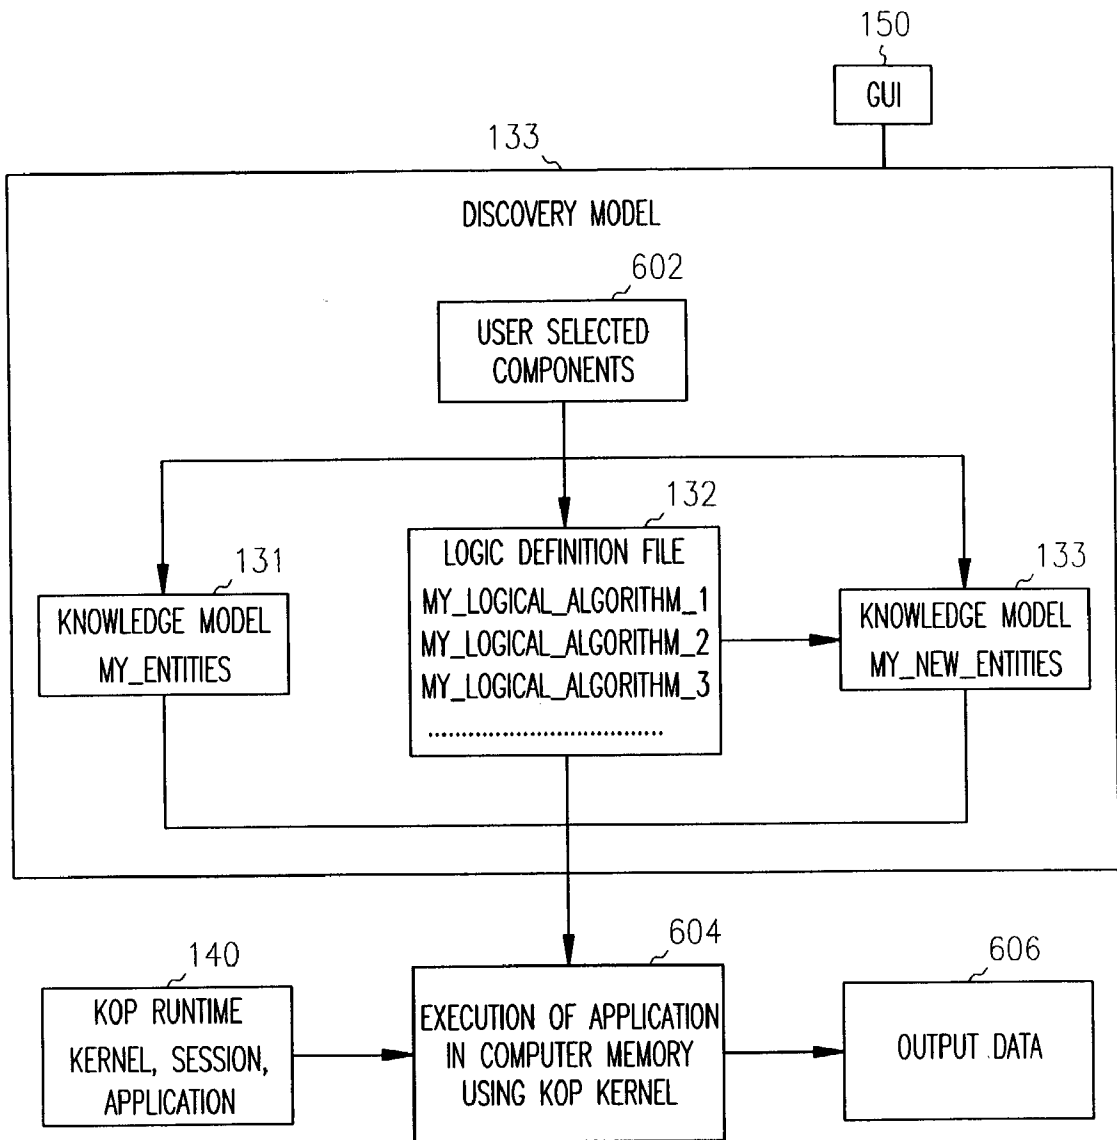 150
GUI
133
DISCOVERY MODEL
602
USER SELECTED
COMPONENTS
132
LOGIC DEFINITION FILE
MY_LOGICAL_ALGORITHM_1
MY_LOGICAL_ALGORITHM_2
MY_LOGICAL_ALGORITHM_3
....................................
131
KNOWLEDGE MODEL
MY_ENTITIES
133
KNOWLEDGE MODEL
MY_NEW_ENTITIES
140
KOP RUNTIME
KERNEL, SESSION,
APPLICATION
604
EXECUTION OF APPLICATION
IN COMPUTER MEMORY
USING KOP KERNEL
606
OUTPUT DATA